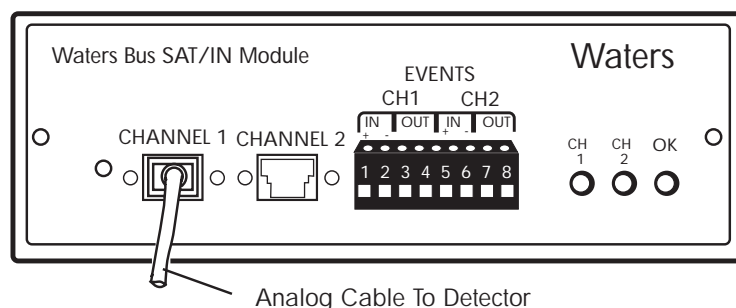 Waters Bus SAT/IN Module
Waters
EVENTS
CH1 CH2
IN OUT IN OUT
+ - + -
CHANNEL 1 CHANNEL 2
1 2 3 4 5 6 7 8
CH 1
CH 2
OK
Analog Cable To Detector